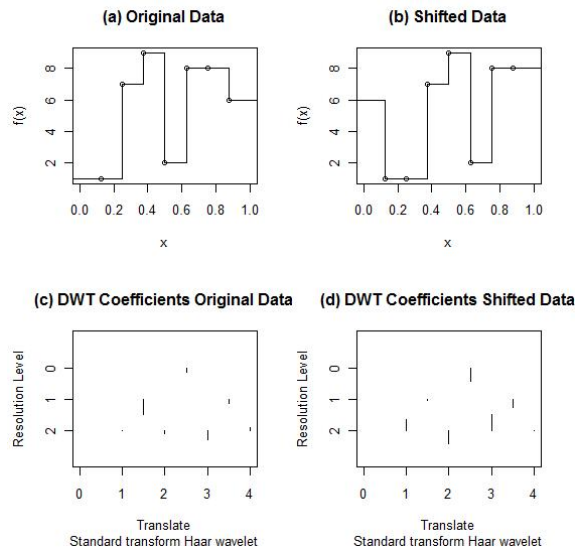 (a) Original Data
f(x)
8
6
4
2
0.0 0.2 0.4 0.6 0.8 1.0
x
(b) Shifted Data
f(x)
8
6
4
2
0.0 0.2 0.4 0.6 0.8 1.0
x
(c) DWT Coefficients Original Data
Resolution Level
0
1
2
0 1 2 3 4
Translate
Standard transform Haar wavelet
(d) DWT Coefficients Shifted Data
Resolution Level
0
1
2
0 1 2 3 4
Translate
Standard transform Haar wavelet